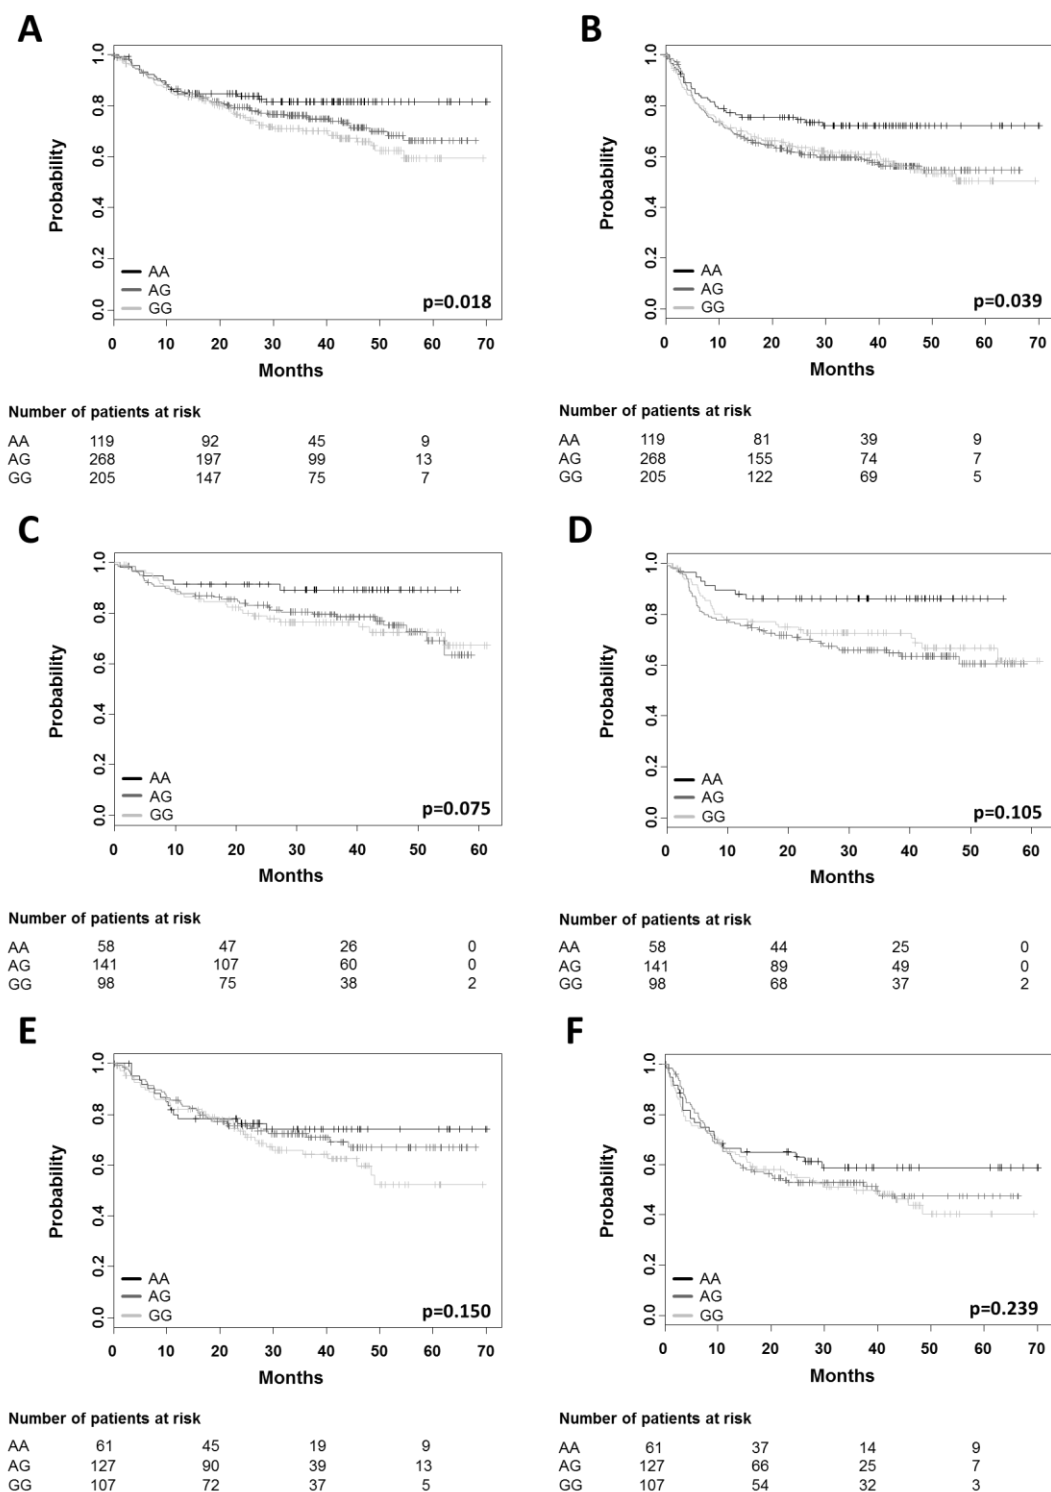 A
Probability
1.0
0.8
0.6
0.4
0.2
0.0
AA
AG
GG
p=0.018
0 10 20 30 40 50 60 70
Months
Number of patients at risk
AA 119 92 45 9
AG 268 197 99 13
GG 205 147 75 7
B
Probability
1.0
0.8
0.6
0.4
0.2
0.0
AA
AG
GG
p=0.039
0 10 20 30 40 50 60 70
Months
Number of patients at risk
AA 119 81 39 9
AG 268 155 74 7
GG 205 122 69 5
C
Probability
1.0
0.8
0.6
0.4
0.2
0.0
AA
AG
GG
p=0.075
0 10 20 30 40 50 60
Months
Number of patients at risk
AA 58 47 26 0
AG 141 107 60 0
GG 98 75 38 2
D
Probability
1.0
0.8
0.6
0.4
0.2
0.0
AA
AG
GG
p=0.105
0 10 20 30 40 50 60
Months
Number of patients at risk
AA 58 44 25 0
AG 141 89 49 0
GG 98 68 37 2
E
Probability
1.0
0.8
0.6
0.4
0.2
0.0
AA
AG
GG
p=0.150
0 10 20 30 40 50 60 70
Months
Number of patients at risk
AA 61 45 19 9
AG 127 90 39 13
GG 107 72 37 5
F
Probability
1.0
0.8
0.6
0.4
0.2
0.0
AA
AG
GG
p=0.239
0 10 20 30 40 50 60 70
Months
Number of patients at risk
AA 61 37 14 9
AG 127 66 25 7
GG 107 54 32 3